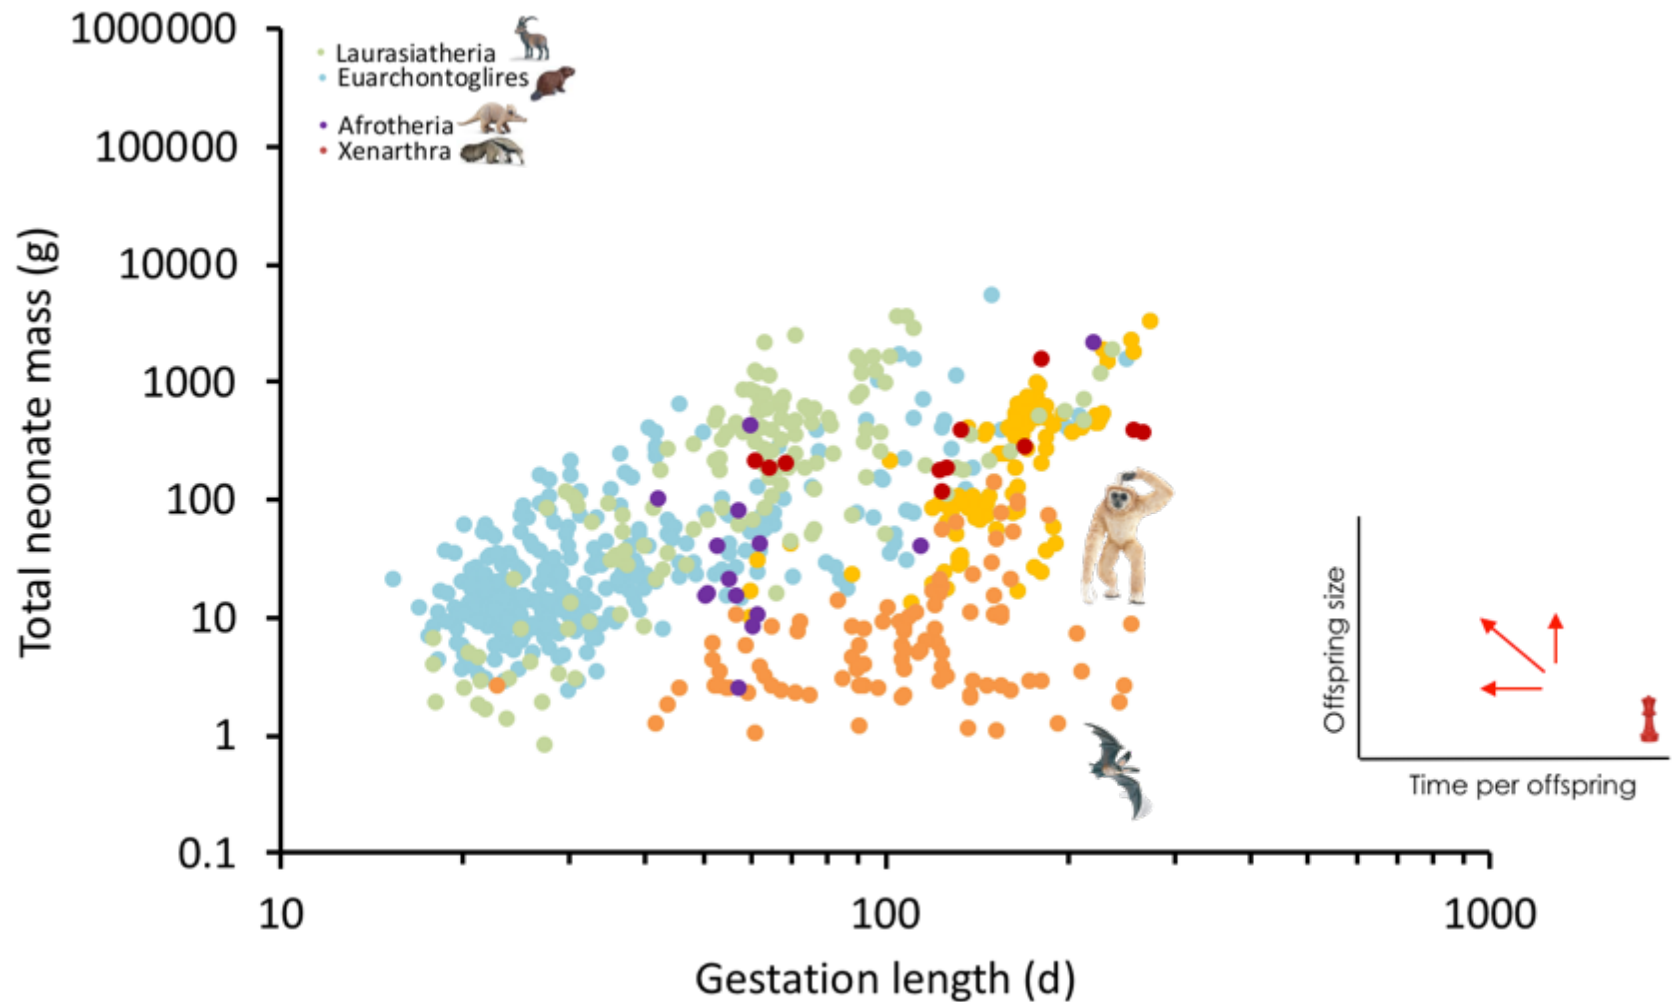 1000000
100000
10000
1000
100
10
1
0.1
Total neonate mass (g)
Laurasiatheria
Euarchontoglires
Afrotheria
Xenarthra
10
100
1000
Gestation length (d)
Offspring size
Time per offspring